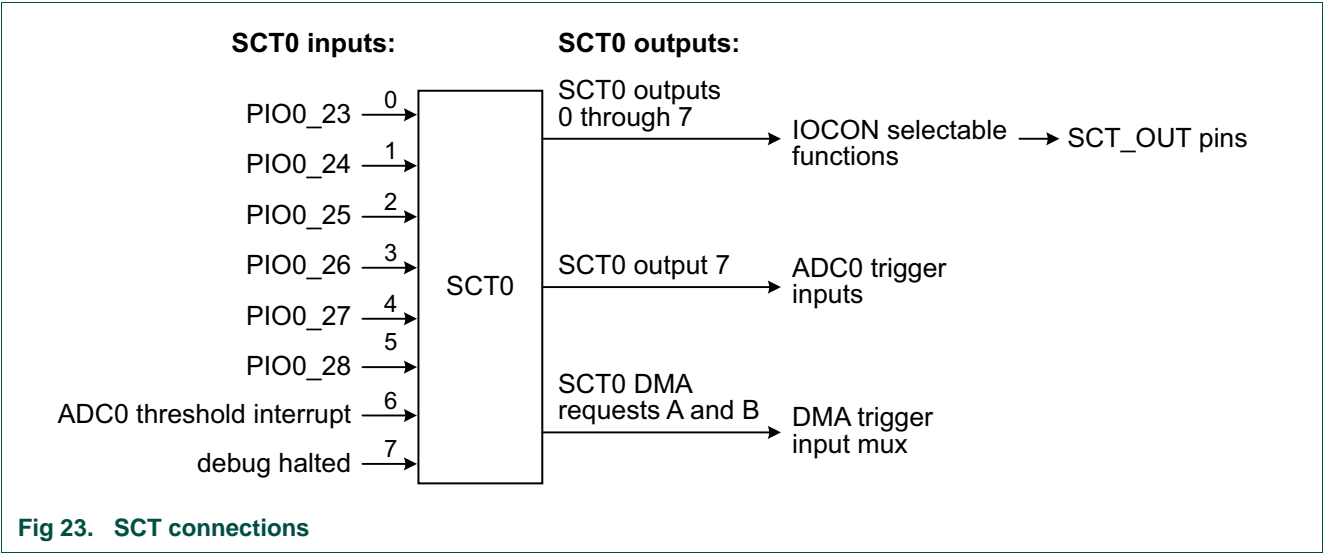 SCT0 inputs:
SCT0 outputs:
PIO0_23
0
PIO0_24
1
PIO0_25
2
PIO0_26
3
PIO0_27
4
PIO0_28
5
ADC0 threshold interrupt
6
debug halted
7
SCT0
SCT0 outputs
0 through 7
IOCON selectable
functions
SCT_OUT pins
SCT0 output 7
ADC0 trigger
inputs
SCT0 DMA
requests A and B
DMA trigger
input mux
Fig 23. SCT connections